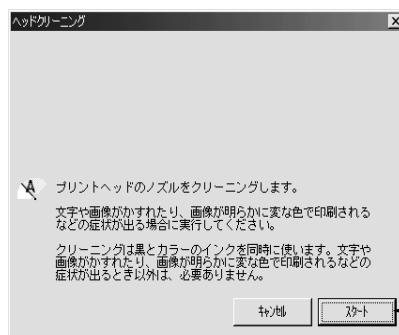 ヘッドクリーニング
プリントヘッドのノズルをクリーニングします。
文字や画像がかすれたり、画像が明らかに変な色で印刷される
などの症状が出る場合に実行してください。
クリーニングは黒とカラーのインクを同時に使います。文字や
画像がかすれたり、画像が明らかに変な色で印刷されるなどの
症状が出るとき以外は、必要ありません。
キャンセル
スタート